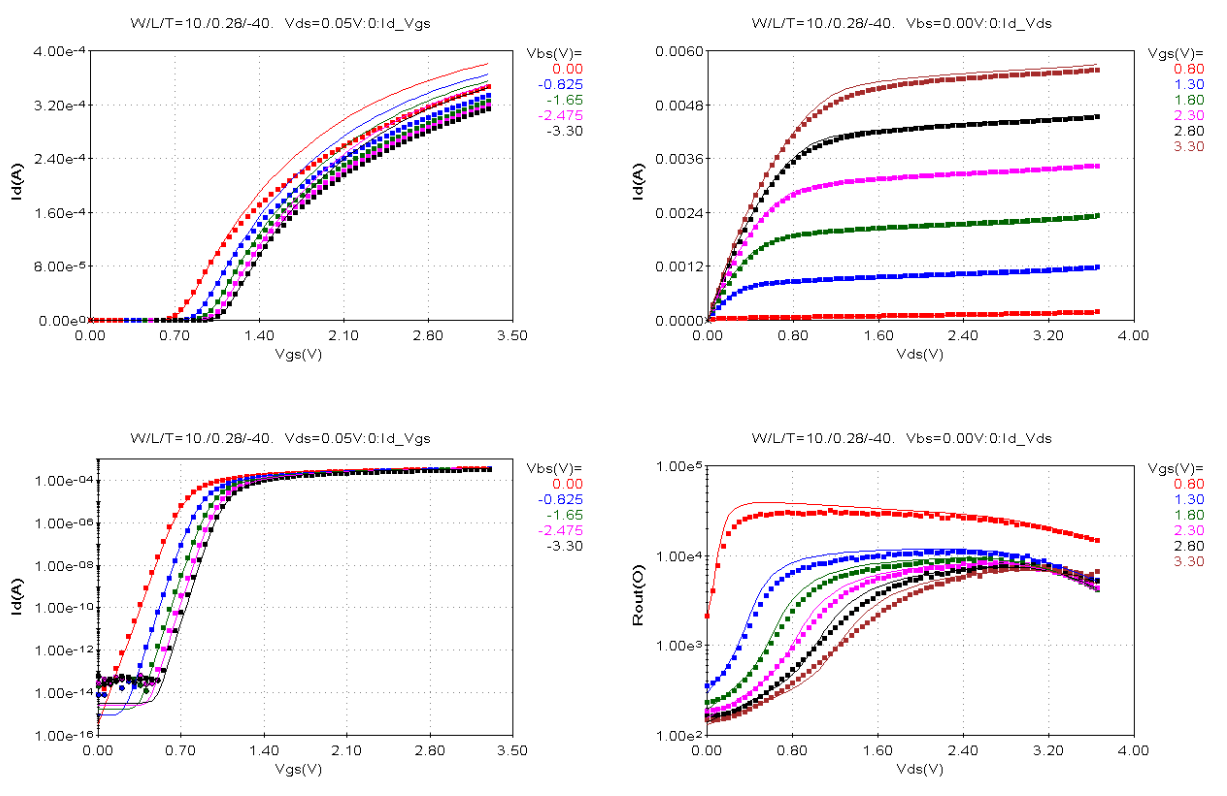 W/L/T=10./0.28/-40. Vds=0.05V:0:Id_Vgs
4.00e-4
3.20e-4
2.40e-4
1.60e-4
8.00e-5
0.00e0
Id(A)
0.00 0.70 1.40 2.10 2.80 3.50
Vgs(V)
Vbs(V)=
0.00
-0.825
-1.65
-2.475
-3.30
W/L/T=10./0.28/-40. Vbs=0.00V:0:Id_Vds
0.0060
0.0048
0.0036
0.0024
0.0012
0.0000
Id(A)
0.00 0.80 1.60 2.40 3.20 4.00
Vds(V)
Vgs(V)=
0.80
1.30
1.80
2.30
2.80
3.30
W/L/T=10./0.28/-40. Vds=0.05V:0:Id_Vgs
1.00e-04
1.00e-06
1.00e-08
1.00e-10
1.00e-12
1.00e-14
1.00e-16
Id(A)
0.00 0.70 1.40 2.10 2.80 3.50
Vgs(V)
Vbs(V)=
0.00
-0.825
-1.65
-2.475
-3.30
W/L/T=10./0.28/-40. Vbs=0.00V:0:Id_Vds
1.00e5
1.00e4
1.00e3
1.00e2
Rout(O)
0.00 0.80 1.60 2.40 3.20 4.00
Vds(V)
Vgs(V)=
0.80
1.30
1.80
2.30
2.80
3.30